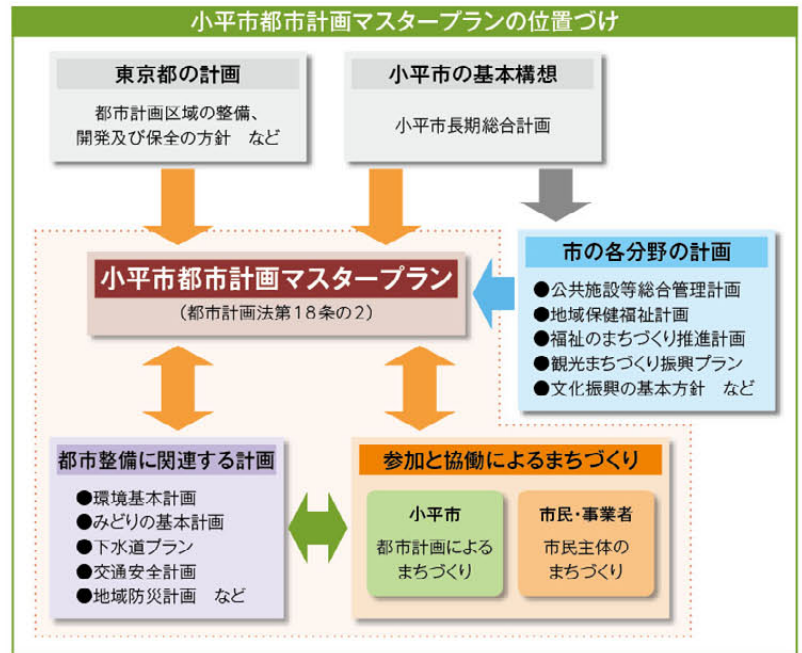 小平市都市計画マスタープランの位置づけ
東京都の計画
都市計画区域の整備、
開発及び保全の方針　など
小平市の基本構想
小平市長期総合計画
小平市都市計画マスタープラン
(都市計画法第18条の2)
市の各分野の計画
●公共施設等総合管理計画
●地域保健福祉計画
●福祉のまちづくり推進計画
●観光まちづくり振興プラン
●文化振興の基本方針　など
都市整備に関連する計画
●環境基本計画
●みどりの基本計画
●下水道プラン
●交通安全計画
●地域防災計画　など
参加と協働によるまちづくり
小平市
都市計画による
まちづくり
市民・事業者
市民主体の
まちづくり